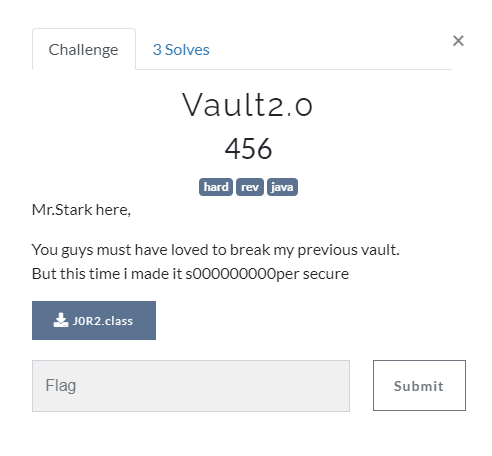 Challenge
3 Solves
×
Vault2.0
456
hard rev java
Mr.Stark here,
You guys must have loved to break my previous vault.
But this time i made it s000000000per secure
J0R2.class
Flag
Submit